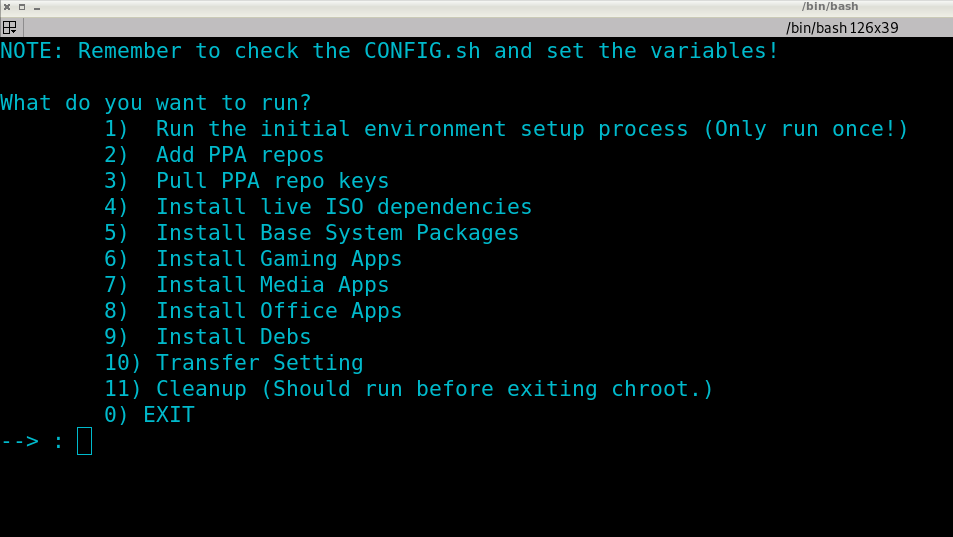 /bin/bash
/bin/bash 126x39
NOTE: Remember to check the CONFIG.sh and set the variables!
What do you want to run?
1) Run the initial environment setup process (Only run once!)
2) Add PPA repos
3) Pull PPA repo keys
4) Install live ISO dependencies
5) Install Base System Packages
6) Install Gaming Apps
7) Install Media Apps
8) Install Office Apps
9) Install Debs
10) Transfer Setting
11) Cleanup (Should run before exiting chroot.)
0) EXIT
--> :